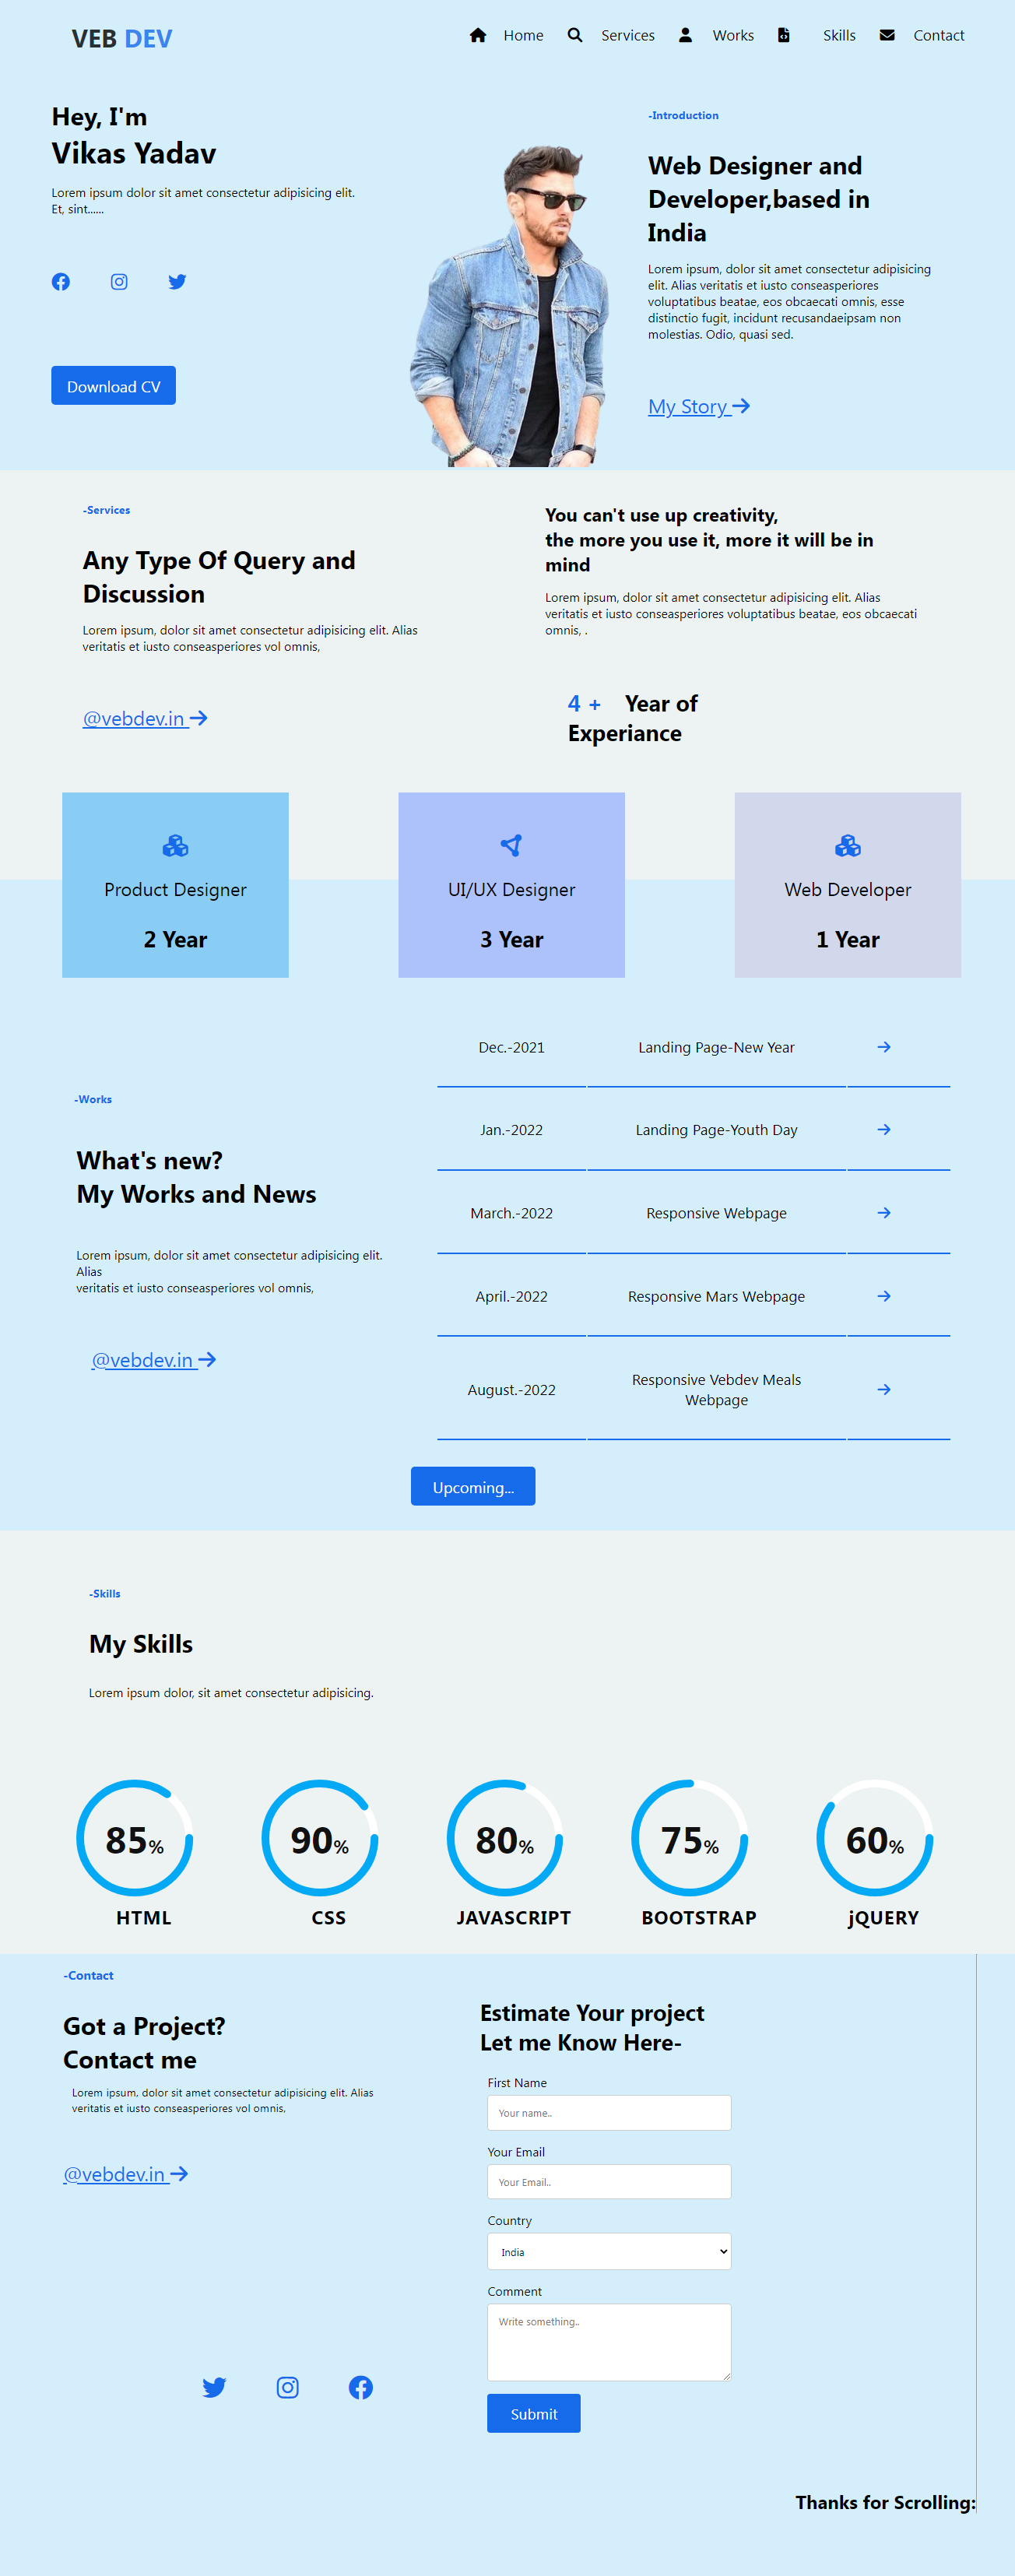 VEB DEV
Home
Services
Works
Skills
Contact
Hey, I'm
Vikas Yadav
Lorem ipsum dolor sit amet consectetur adipisicing elit.
Et, sint......
Download CV
-Introduction
Web Designer and
Developer,based in
India
Lorem ipsum, dolor sit amet consectetur adipisicing
elit. Alias veritatis et iusto conseasperiores
voluptatibus beatae, eos obcaecati omnis, esse
distinctio fugit, incidunt recusandaeipsam non
molestias. Odio, quasi sed.
My Story
-Services
Any Type Of Query and
Discussion
Lorem ipsum, dolor sit amet consectetur adipisicing elit. Alias
veritatis et iusto conseasperiores vol omnis,
@vebdev.in
You can't use up creativity,
the more you use it, more it will be in
mind
Lorem ipsum, dolor sit amet consectetur adipisicing elit. Alias
veritatis et iusto conseasperiores voluptatibus beatae, eos obcaecati
omnis, .
4 + Year of
Experiance
Product Designer
2 Year
UI/UX Designer
3 Year
Web Developer
1 Year
-Works
What's new?
My Works and News
Lorem ipsum, dolor sit amet consectetur adipisicing elit.
Alias
veritatis et iusto conseasperiores vol omnis,
@vebdev.in
Dec.-2021 Landing Page-New Year
Jan.-2022 Landing Page-Youth Day
March.-2022 Responsive Webpage
April.-2022 Responsive Mars Webpage
August.-2022 Responsive Vebdev Meals
Webpage
Upcoming...
-Skills
My Skills
Lorem ipsum dolor, sit amet consectetur adipisicing.
85%
HTML
90%
CSS
80%
JAVASCRIPT
75%
BOOTSTRAP
60%
jQUERY
-Contact
Got a Project?
Contact me
Lorem ipsum, dolor sit amet consectetur adipisicing elit. Alias
veritatis et iusto conseasperiores vol omnis,
@vebdev.in
Estimate Your project
Let me Know Here-
First Name
Your name..
Your Email
Your Email..
Country
India
Comment
Write something..
Submit
Thanks for Scrolling: